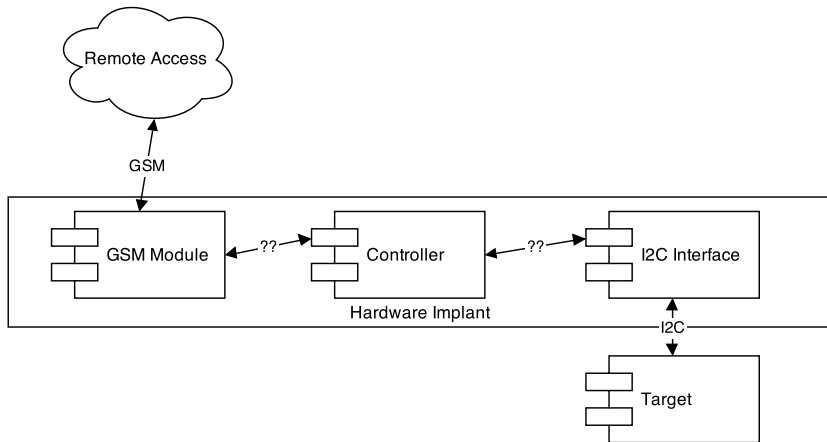 Remote Access
GSM
GSM Module
??
Controller
??
I2C Interface
Hardware Implant
I2C
Target